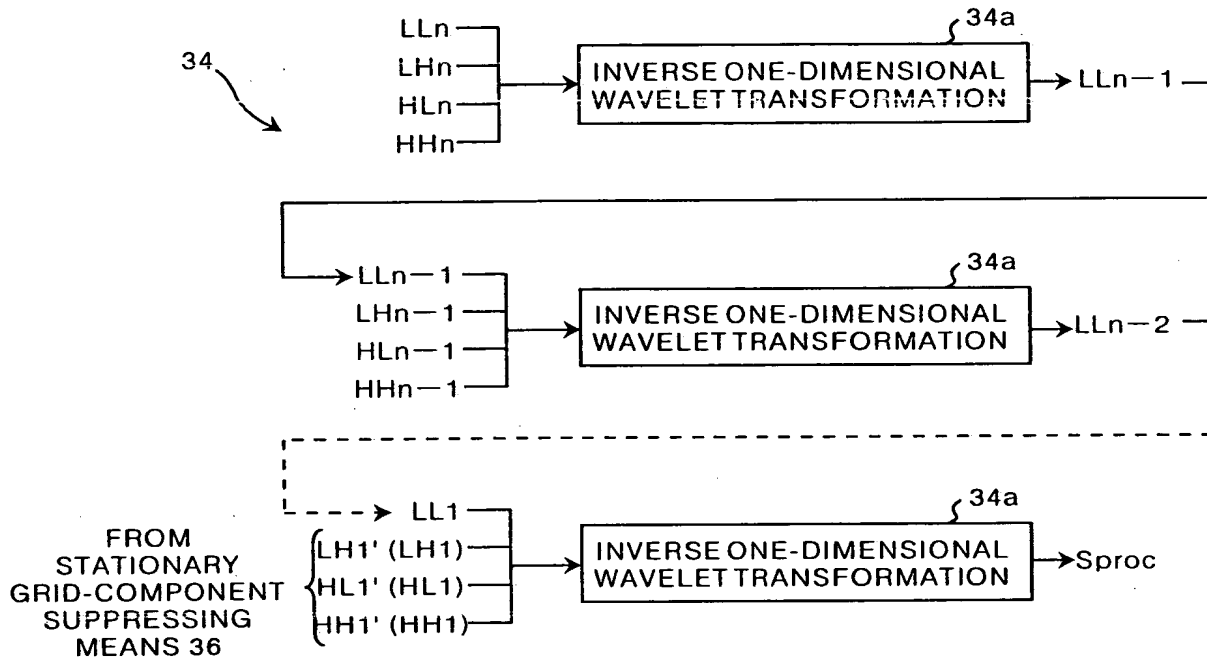 34
LLn
LHn
HLn
HHn
34a
INVERSE ONE-DIMENSIONAL
WAVELET TRANSFORMATION
LLn-1
LLn-1
LHn-1
HLn-1
HHn-1
34a
INVERSE ONE-DIMENSIONAL
WAVELET TRANSFORMATION
LLn-2
FROM
STATIONARY
GRID-COMPONENT
SUPPRESSING
MEANS 36
LL1
LH1' (LH1)
HL1' (HL1)
HH1' (HH1)
34a
INVERSE ONE-DIMENSIONAL
WAVELET TRANSFORMATION
Sproc